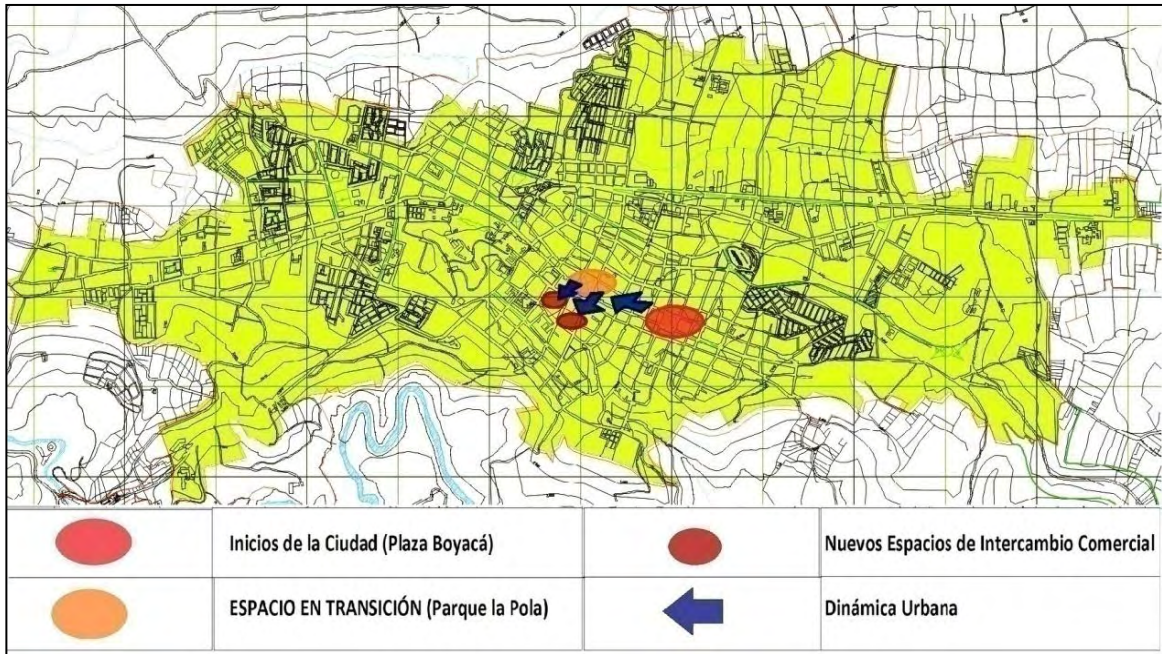 Inicios de la Ciudad (Plaza Boyacá)
Nuevos Espacios de Intercambio Comercial
ESPACIO EN TRANSICIÓN (Parque la Pola)
Dinámica Urbana